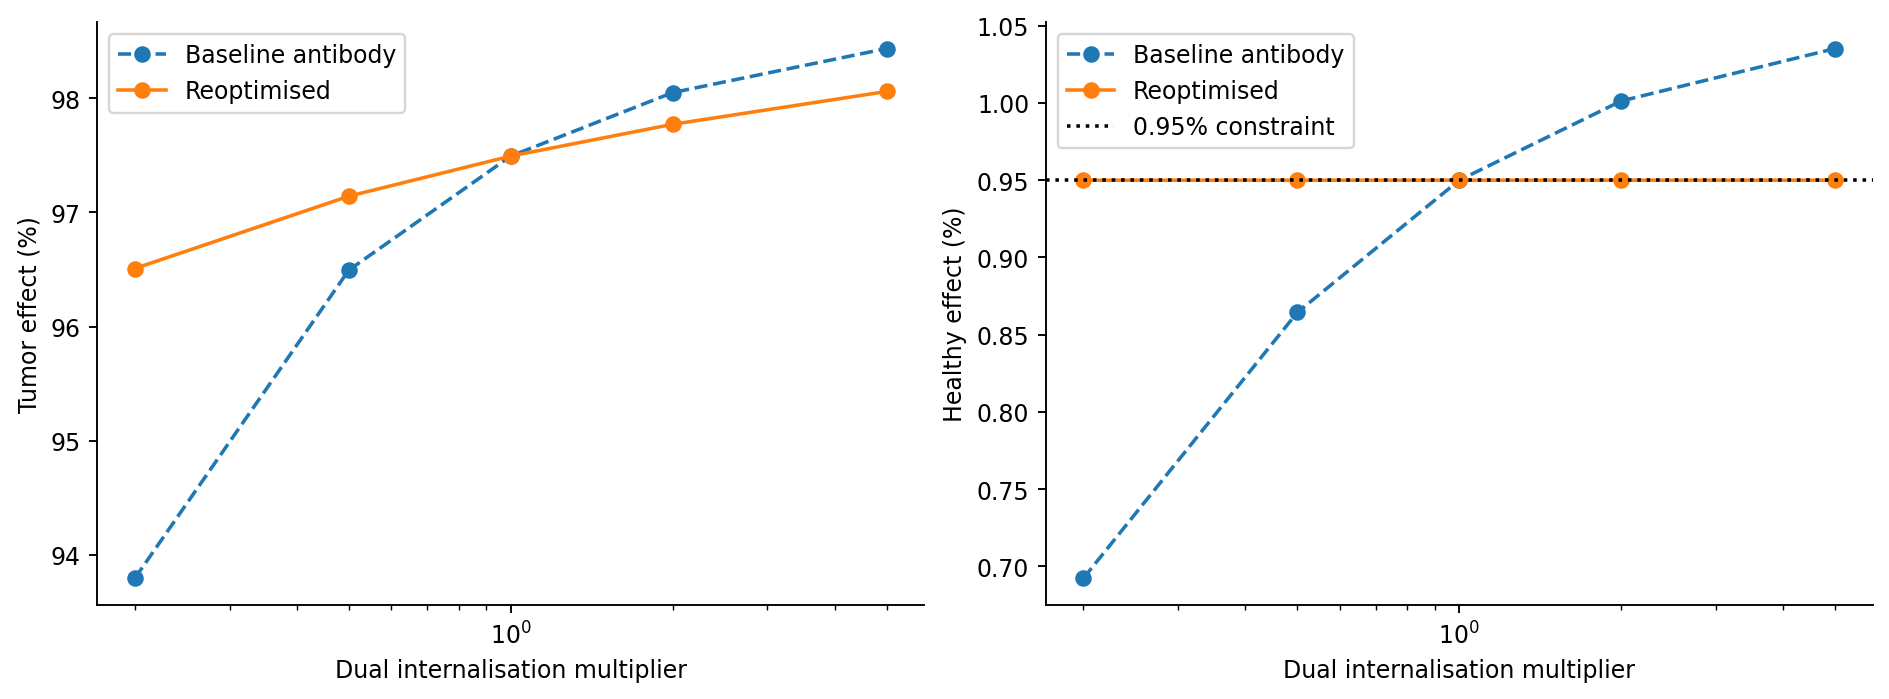 Baseline antibody
Reoptimised
98
97
96
95
94
Tumor effect (%)
10⁰
Dual internalisation multiplier
Baseline antibody
Reoptimised
0.95% constraint
1.05
1.00
0.95
0.90
0.85
0.80
0.75
0.70
Healthy effect (%)
10⁰
Dual internalisation multiplier